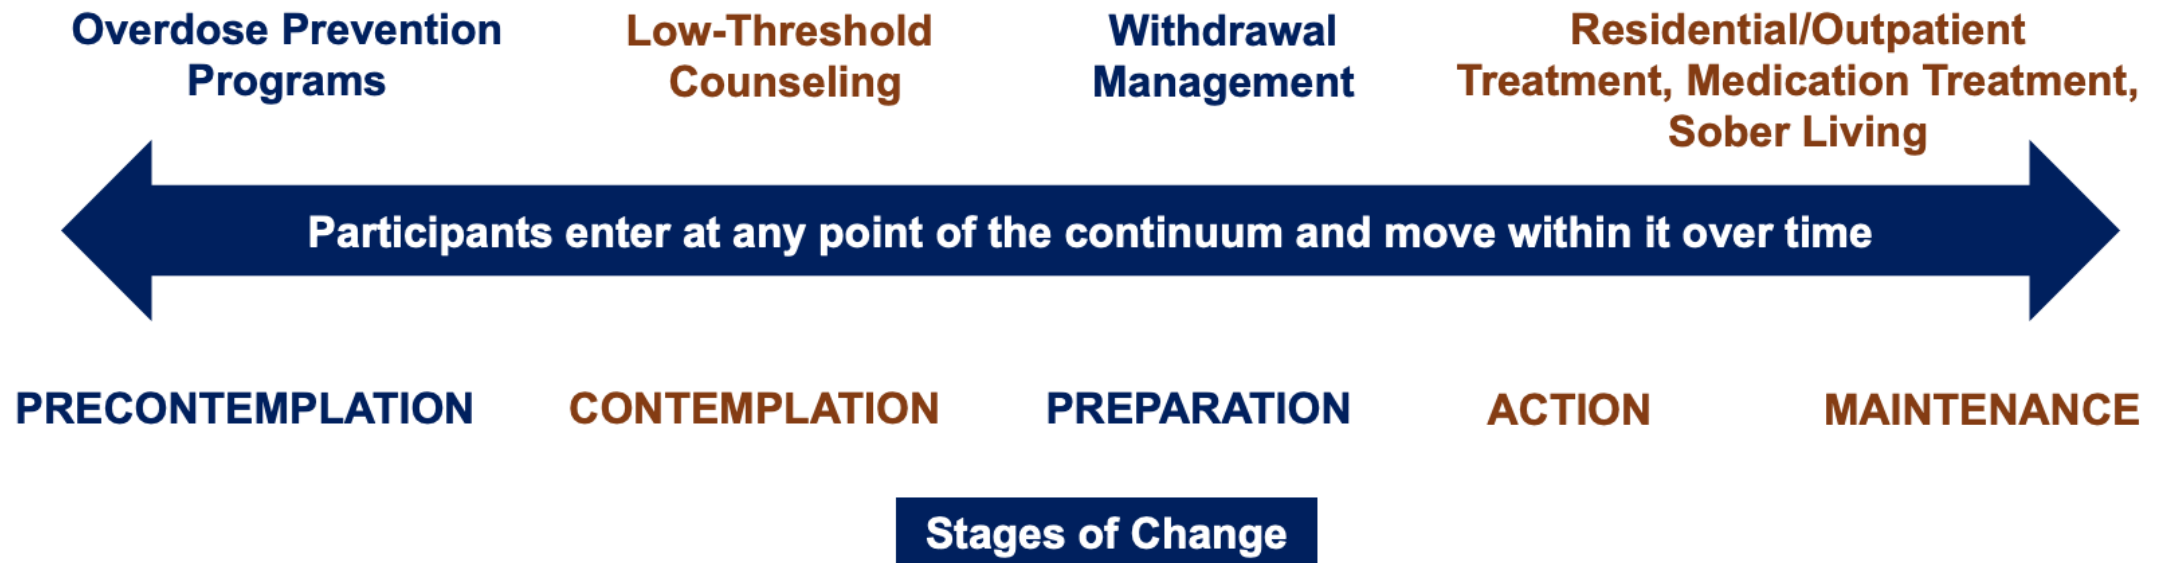 Overdose Prevention
Programs
Low-Threshold
Counseling
Withdrawal
Management
Residential/Outpatient
Treatment, Medication Treatment,
Sober Living
Participants enter at any point of the continuum and move within it over time
PRECONTEMPLATION
CONTEMPLATION
PREPARATION
ACTION
MAINTENANCE
Stages of Change